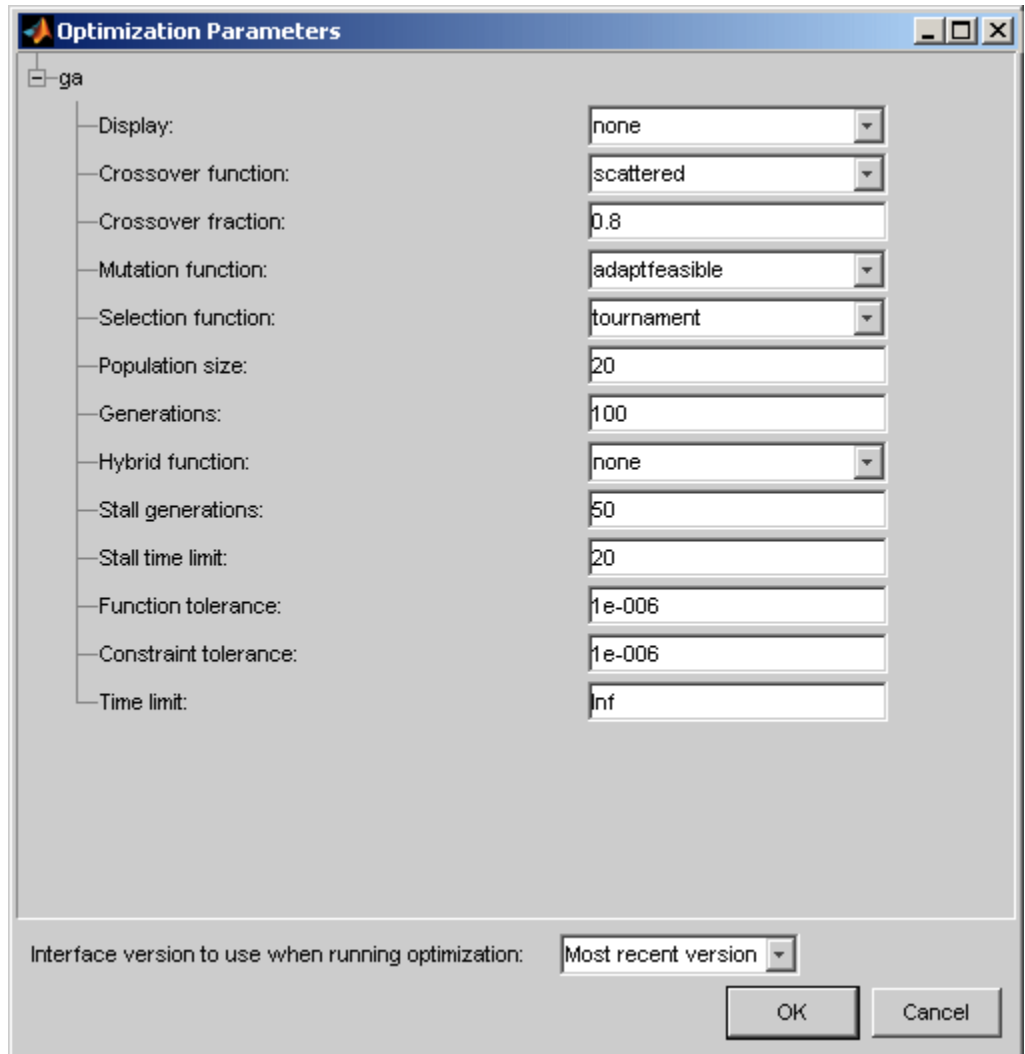 Optimization Parameters
ga
Display: none
Crossover function: scattered
Crossover fraction: 0.8
Mutation function: adaptfeasible
Selection function: tournament
Population size: 20
Generations: 100
Hybrid function: none
Stall generations: 50
Stall time limit: 20
Function tolerance: 1e-006
Constraint tolerance: 1e-006
Time limit: Inf
Interface version to use when running optimization: Most recent version
OK Cancel